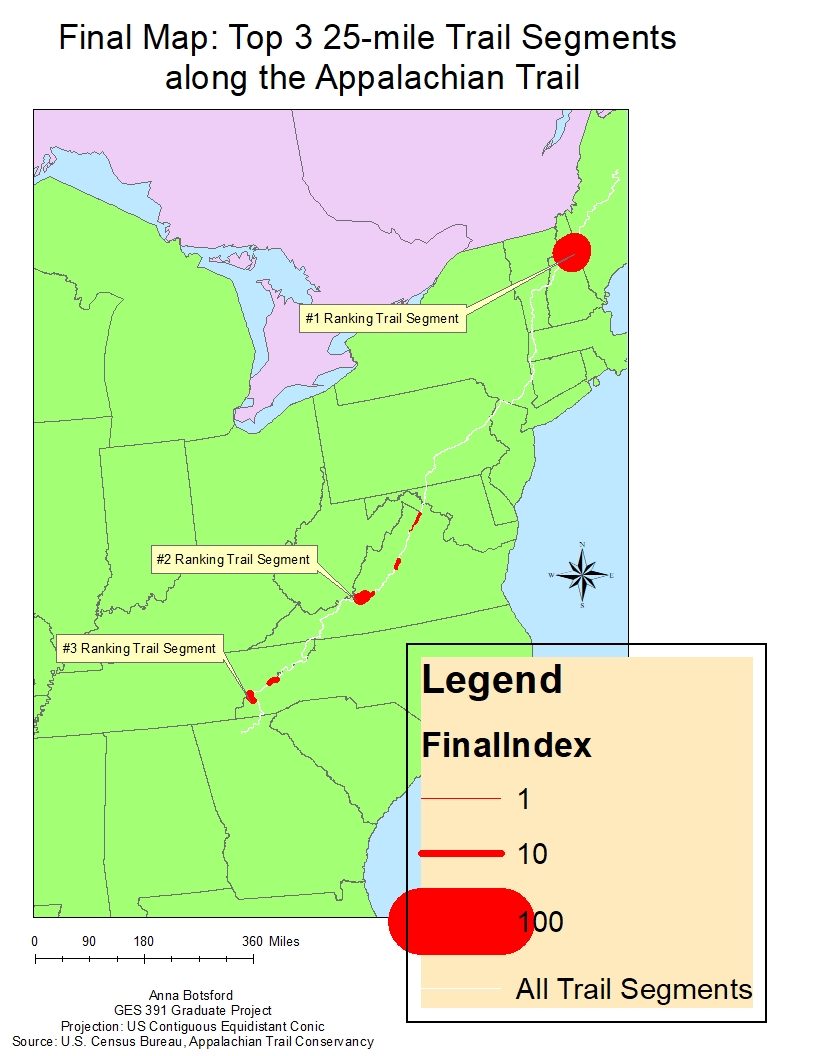 Final Map: Top 3 25-mile Trail Segments
along the Appalachian Trail
#1 Ranking Trail Segment
#2 Ranking Trail Segment
N
W
E
S
#3 Ranking Trail Segment
Legend
FinalIndex
1
10
100
All Trail Segments
0 90 180 360 Miles
Anna Botsford
GES 391 Graduate Project
Projection: US Contiguous Equidistant Conic
Source: U.S. Census Bureau, Appalachian Trail Conservancy